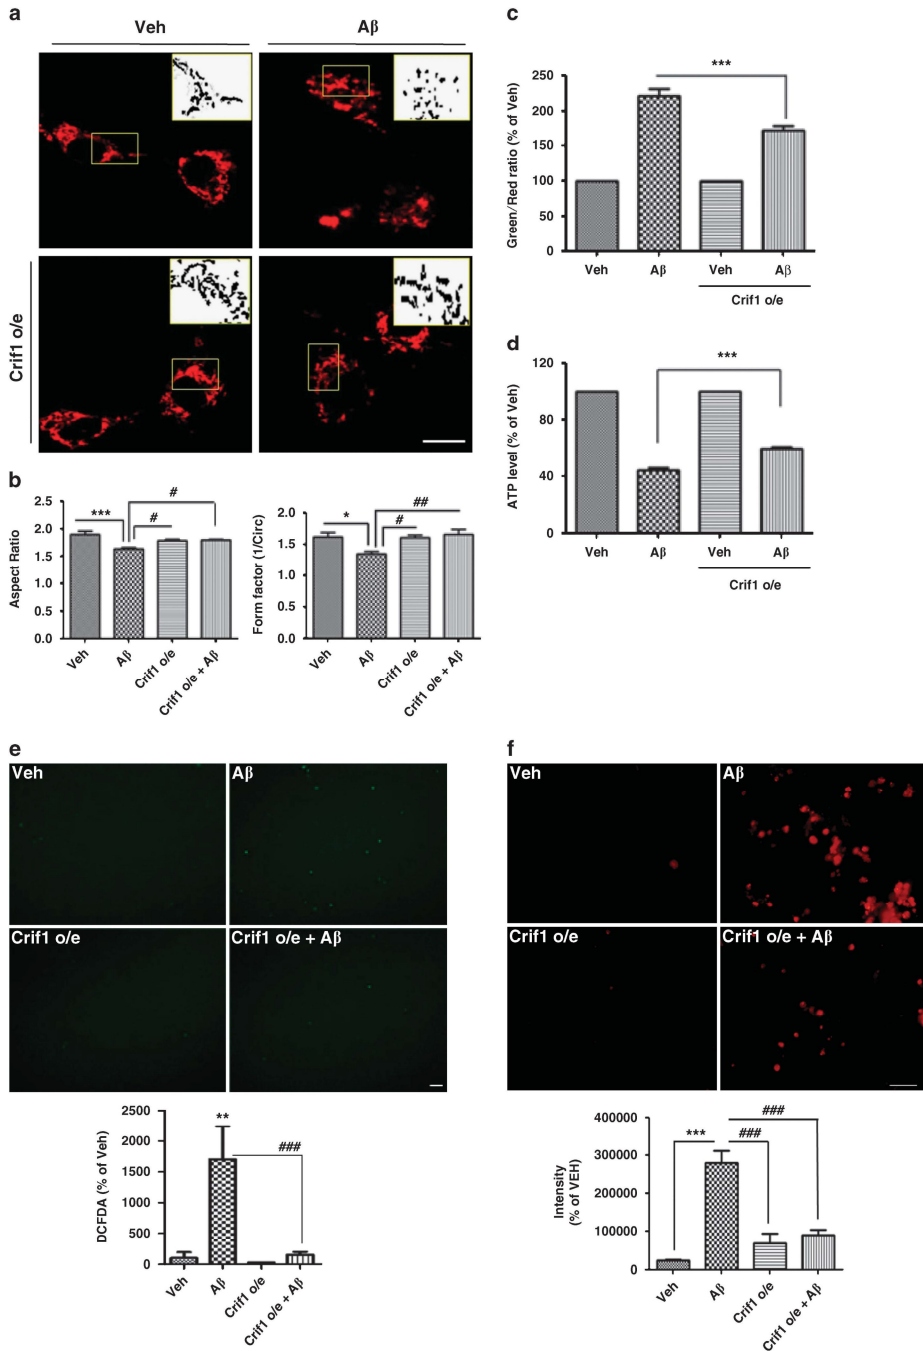 a
Veh
Aβ
Crif1 o/e
b
Aspect Ratio
2.5
2.0
1.5
1.0
0.5
0.0
***
#
#
Veh
Aβ
Crif1 o/e
Crif1 o/e + Aβ
Form factor (1/Circ)
2.0
1.5
1.0
0.5
0.0
*
#
##
Veh
Aβ
Crif1 o/e
Crif1 o/e + Aβ
c
Green/Red ratio (% of Veh)
250
200
150
100
50
0
***
Veh
Aβ
Veh
Aβ
Crif1 o/e
d
ATP level (% of Veh)
120
80
40
0
***
Veh
Aβ
Veh
Aβ
Crif1 o/e
e
Veh
Aβ
Crif1 o/e
Crif1 o/e + Aβ
DCFDA (% of Veh)
2500
2000
1500
1000
500
0
**
###
Veh
Aβ
Crif1 o/e
Crif1 o/e + Aβ
f
Veh
Aβ
Crif1 o/e
Crif1 o/e + Aβ
Intensity
(% of VEH)
400000
300000
200000
100000
0
***
###
###
Veh
Aβ
Crif1 o/e
Crif1 o/e + Aβ